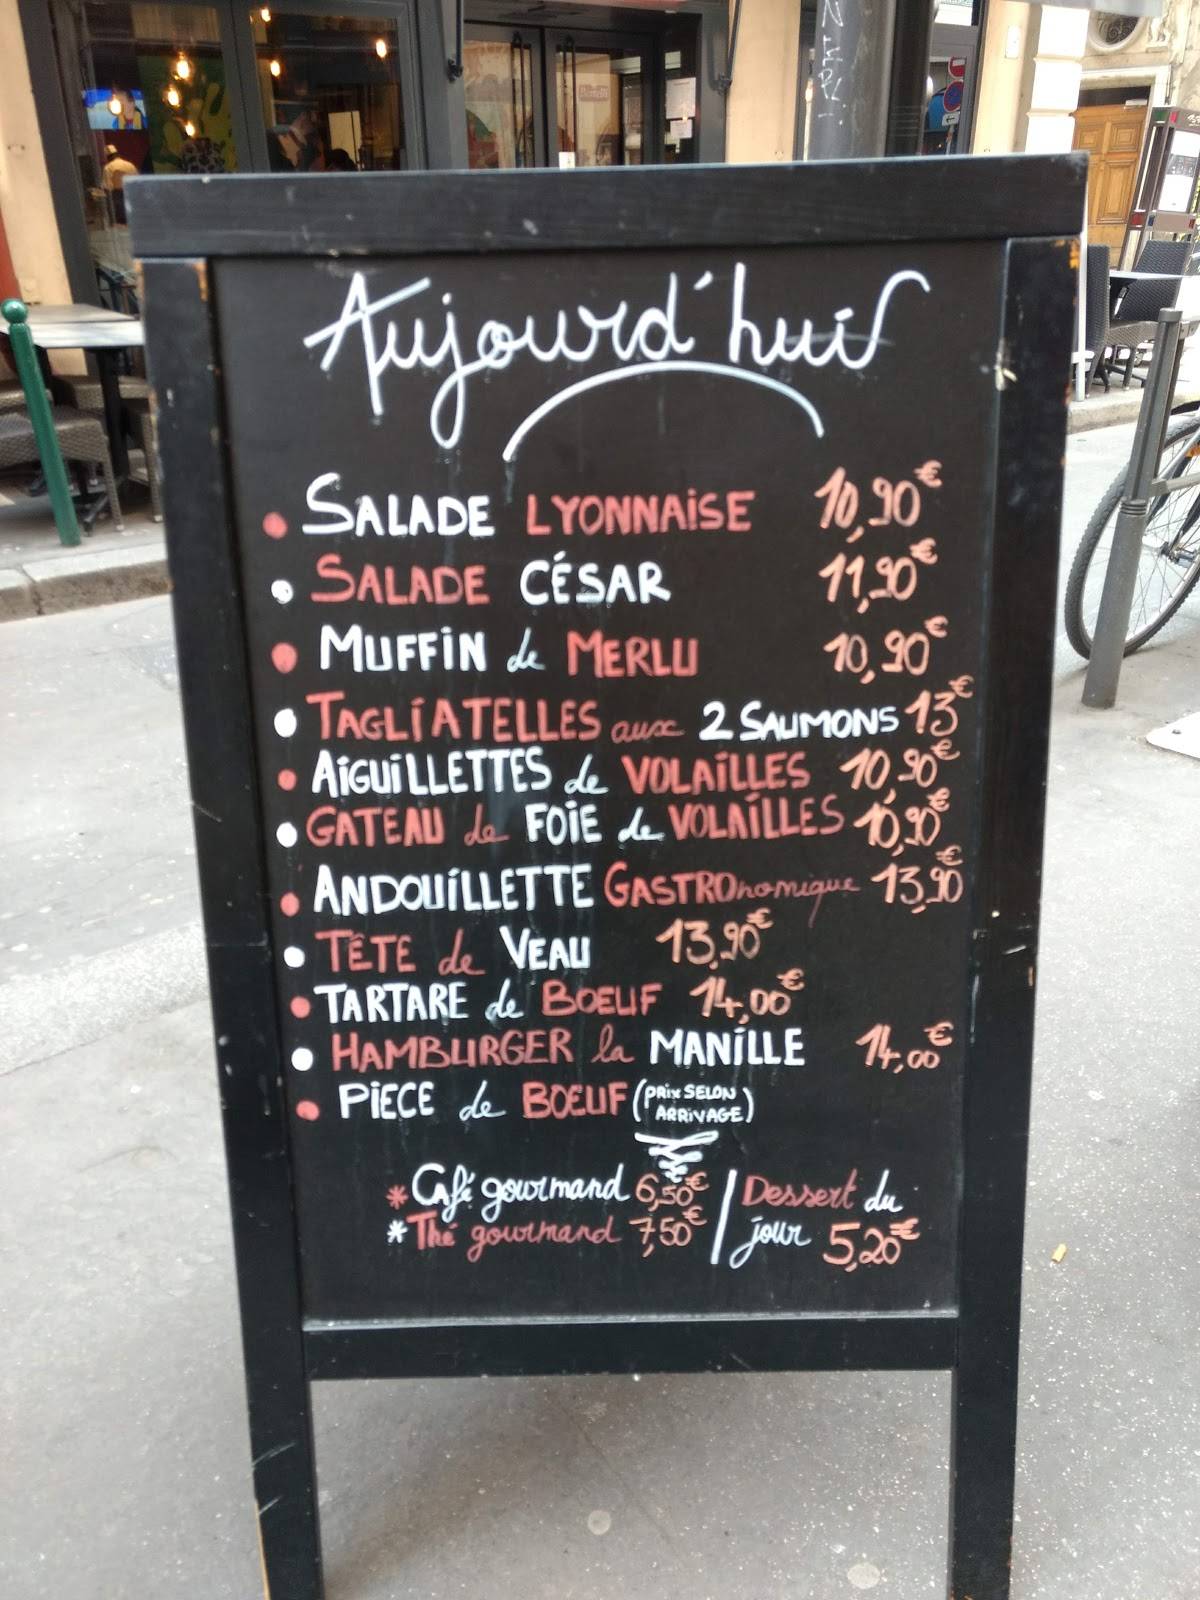 Aujourd'hui
SALADE LYONNAISE 10,90€
SALADE CÉSAR 11,90€
MUFFIN de MERLU 10,90€
TAGLIATELLES aux 2 SAUMONS 13€
AIGUILLETTES de VOLAILLES 10,90€
GATEAU de FOIE de VOLAILLES 10,90€
ANDOUILLETTE GASTRONomique 13,90€
TÊTE de VEAU 13,90€
TARTARE de BOEUF 14,00€
HAMBURGER la MANILLE 14,00€
PIECE de BOEUF (PRIX SELON
ARRIVAGE)
* Café gourmand 6,50€ / Dessert du
* Thé gourmand 7,50€ jour 5,20€